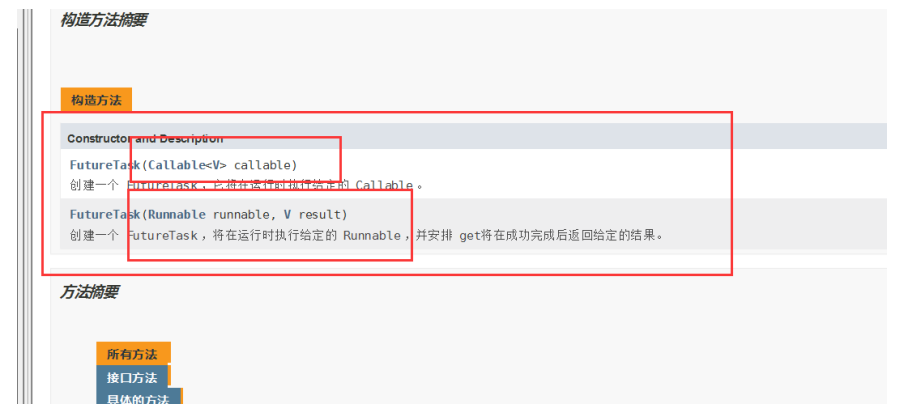 构造方法摘要
构造方法
Constructor and Description
FutureTask(Callable<V> callable)
创建一个 FutureTask，它将在运行时执行给定的 Callable 。
FutureTask(Runnable runnable, V result)
创建一个 FutureTask，将在运行时执行给定的 Runnable，并安排 get将在成功完成后返回给定的结果。
方法摘要
所有方法
接口方法
具体的方法